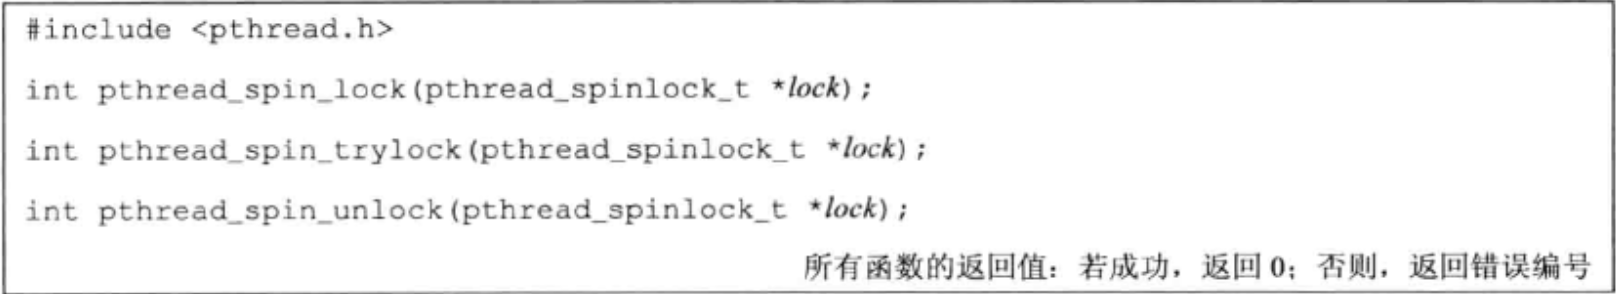 #include <pthread.h>
int pthread_spin_lock(pthread_spinlock_t *lock);
int pthread_spin_trylock(pthread_spinlock_t *lock);
int pthread_spin_unlock(pthread_spinlock_t *lock);
所有函数的返回值：若成功，返回 0；否则，返回错误编号